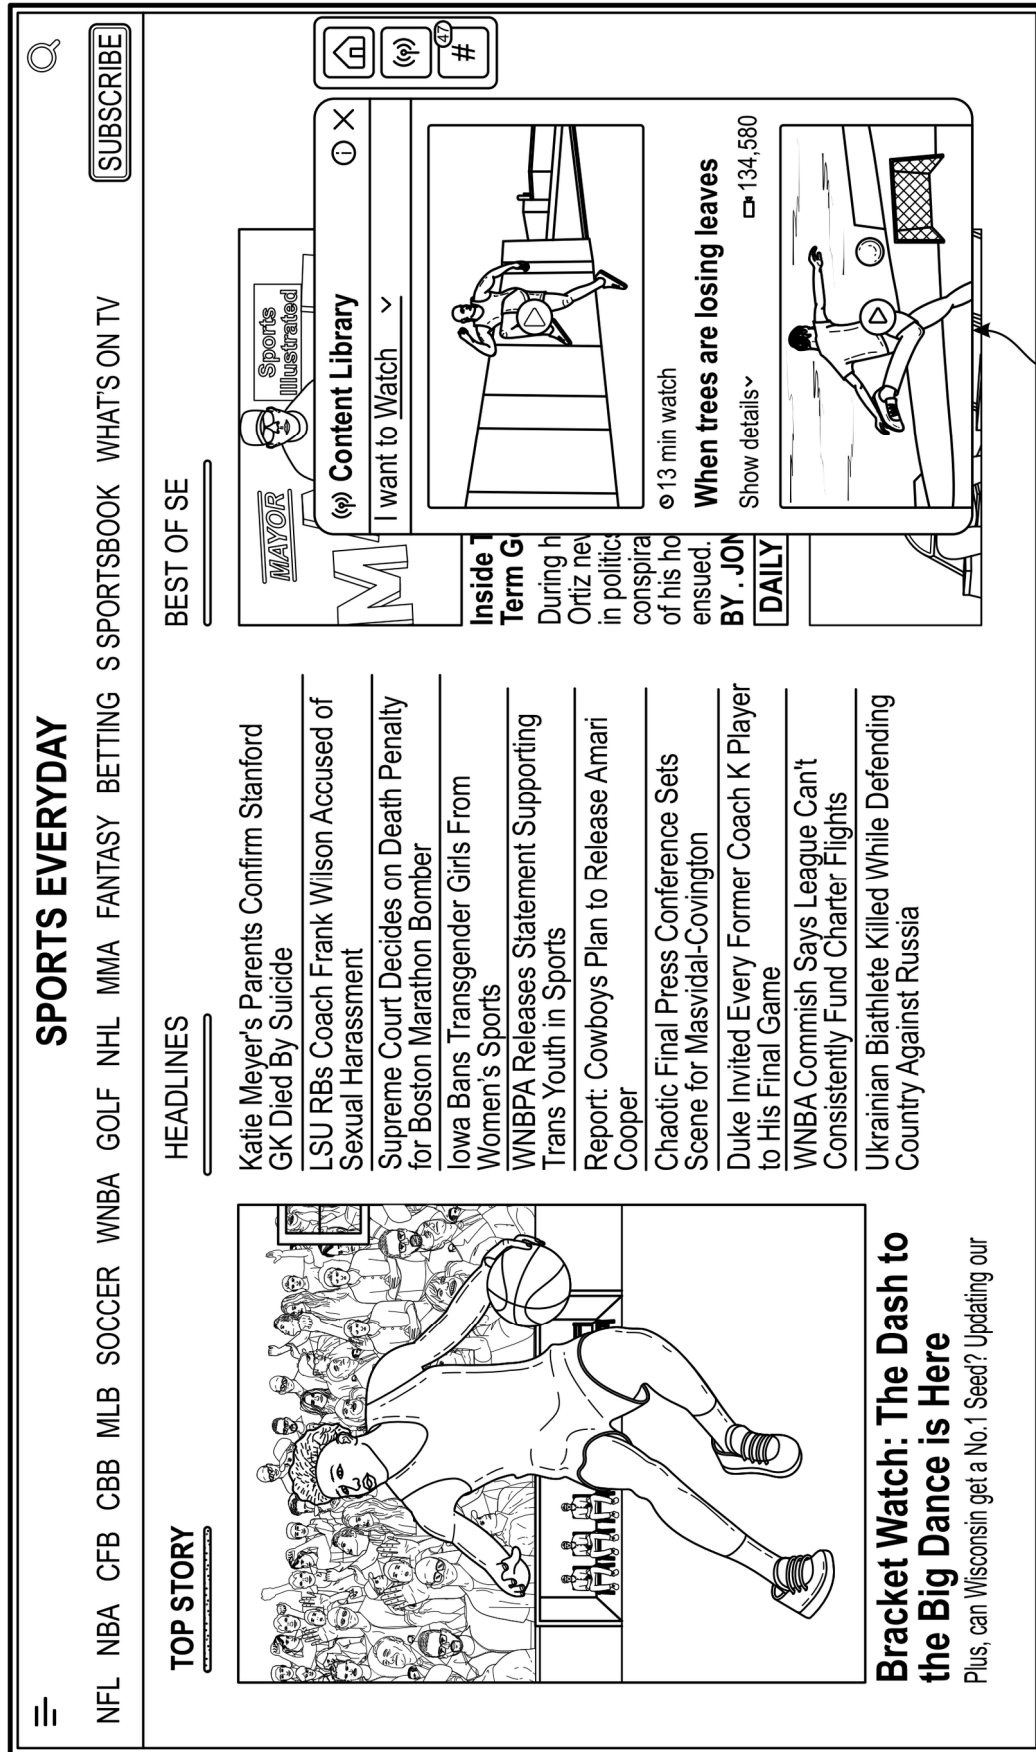 SPORTS EVERYDAY
SUBSCRIBE
NFL NBA CFB CBB MLB SOCCER WNBA GOLF NHL MMA FANTASY BETTING S SPORTSBOOK WHAT'S ON TV
TOP STORY
Bracket Watch: The Dash to
the Big Dance is Here
Plus, can Wisconsin get a No.1 Seed? Updating our
HEADLINES
Katie Meyer's Parents Confirm Stanford
GK Died By Suicide
LSU RBs Coach Frank Wilson Accused of
Sexual Harassment
Supreme Court Decides on Death Penalty
for Boston Marathon Bomber
Iowa Bans Transgender Girls From
Women's Sports
WNBPA Releases Statement Supporting
Trans Youth in Sports
Report: Cowboys Plan to Release Amari
Cooper
Chaotic Final Press Conference Sets
Scene for Masvidal-Covington
Duke Invited Every Former Coach K Player
to His Final Game
WNBA Commish Says League Can't
Consistently Fund Charter Flights
Ukrainian Biathlete Killed While Defending
Country Against Russia
BEST OF SE
MAYOR
MA
Sports
Illustrated
Inside T
Term Go
During h
Ortiz nev
in politics
conspira
of his ho
ensued.
BY . JON
DAILY
Content Library
I want to Watch
13 min watch
When trees are losing leaves
Show details
134,580
47
#